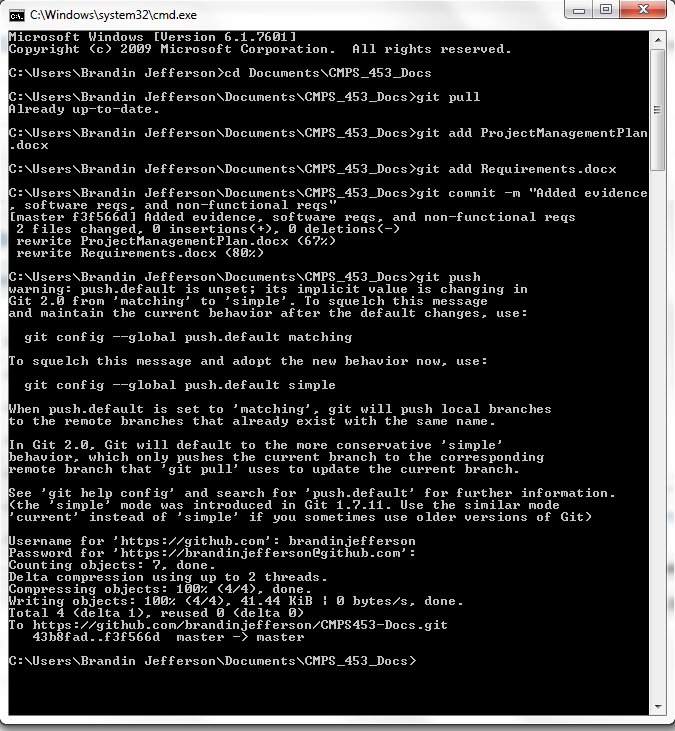 C:\Windows\system32\cmd.exe
Microsoft Windows [Version 6.1.7601]
Copyright (c) 2009 Microsoft Corporation.  All rights reserved.
C:\Users\Brandin Jefferson>cd Documents\CMPS_453_Docs
C:\Users\Brandin Jefferson\Documents\CMPS_453_Docs>git pull
Already up-to-date.
C:\Users\Brandin Jefferson\Documents\CMPS_453_Docs>git add ProjectManagementPlan
.docx
C:\Users\Brandin Jefferson\Documents\CMPS_453_Docs>git add Requirements.docx
C:\Users\Brandin Jefferson\Documents\CMPS_453_Docs>git commit -m "Added evidence
, software reqs, and non-functional reqs"
[master f3f566d] Added evidence, software reqs, and non-functional reqs
 2 files changed, 0 insertions(+), 0 deletions(-)
 rewrite ProjectManagementPlan.docx (67%)
 rewrite Requirements.docx (80%)
C:\Users\Brandin Jefferson\Documents\CMPS_453_Docs>git push
warning: push.default is unset; its implicit value is changing in
Git 2.0 from 'matching' to 'simple'. To squelch this message
and maintain the current behavior after the default changes, use:
  git config --global push.default matching
To squelch this message and adopt the new behavior now, use:
  git config --global push.default simple
When push.default is set to 'matching', git will push local branches
to the remote branches that already exist with the same name.
In Git 2.0, Git will default to the more conservative 'simple'
behavior, which only pushes the current branch to the corresponding
remote branch that 'git pull' uses to update the current branch.
See 'git help config' and search for 'push.default' for further information.
(the 'simple' mode was introduced in Git 1.7.11. Use the similar mode
'current' instead of 'simple' if you sometimes use older versions of Git)
Username for 'https://github.com': brandinjefferson
Password for 'https://brandinjefferson@github.com':
Counting objects: 7, done.
Delta compression using up to 2 threads.
Compressing objects: 100% (4/4), done.
Writing objects: 100% (4/4), 41.44 KiB ¦ 0 bytes/s, done.
Total 4 (delta 1), reused 0 (delta 0)
To https://github.com/brandinjefferson/CMPS453-Docs.git
   43b8fad..f3f566d  master -> master
C:\Users\Brandin Jefferson\Documents\CMPS_453_Docs>